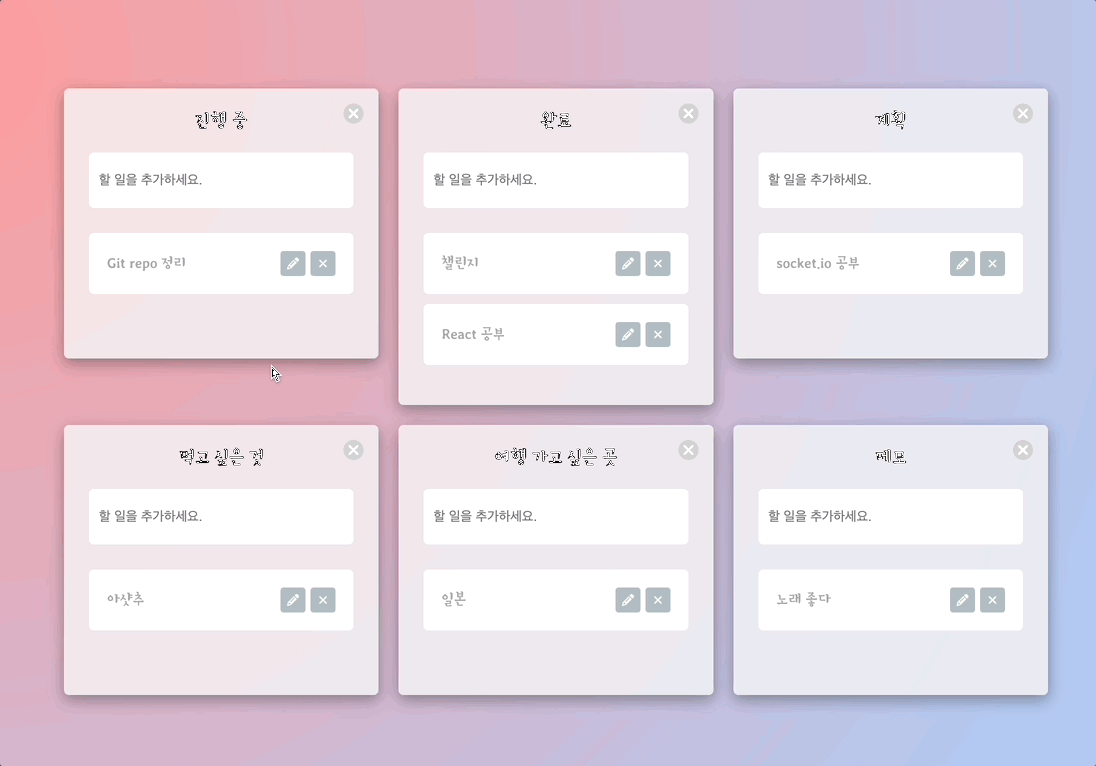 진행 중
할 일을 추가하세요.
Git repo 정리
완료
할 일을 추가하세요.
챌린지
React 공부
계획
할 일을 추가하세요.
socket.io 공부
먹고 싶은 것
할 일을 추가하세요.
아샷추
여행 가고 싶은 곳
할 일을 추가하세요.
일본
메모
할 일을 추가하세요.
노래 좋다